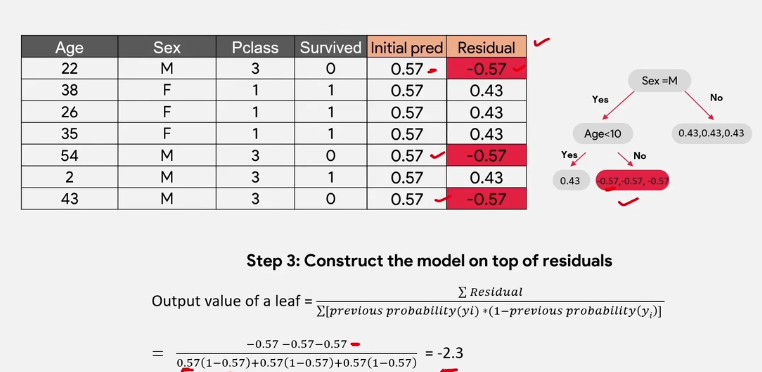 Age Sex Pclass Survived Initial pred Residual
22 M 3 0 0.57 -0.57
38 F 1 1 0.57 0.43
26 F 1 1 0.57 0.43
35 F 1 1 0.57 0.43
54 M 3 0 0.57 -0.57
2 M 3 1 0.57 0.43
43 M 3 0 0.57 -0.57
Sex =M
Yes No
Age<10 0.43,0.43,0.43
Yes No
0.43 -0.57,-0.57, -0.57
Step 3: Construct the model on top of residuals
Output value of a leaf = ∑ Residual / ∑[previous probability(yi) ∗(1−previous probability(yᵢ)]
= −0.57 −0.57−0.57 / 0.57(1−0.57)+0.57(1−0.57)+0.57(1−0.57) = -2.3